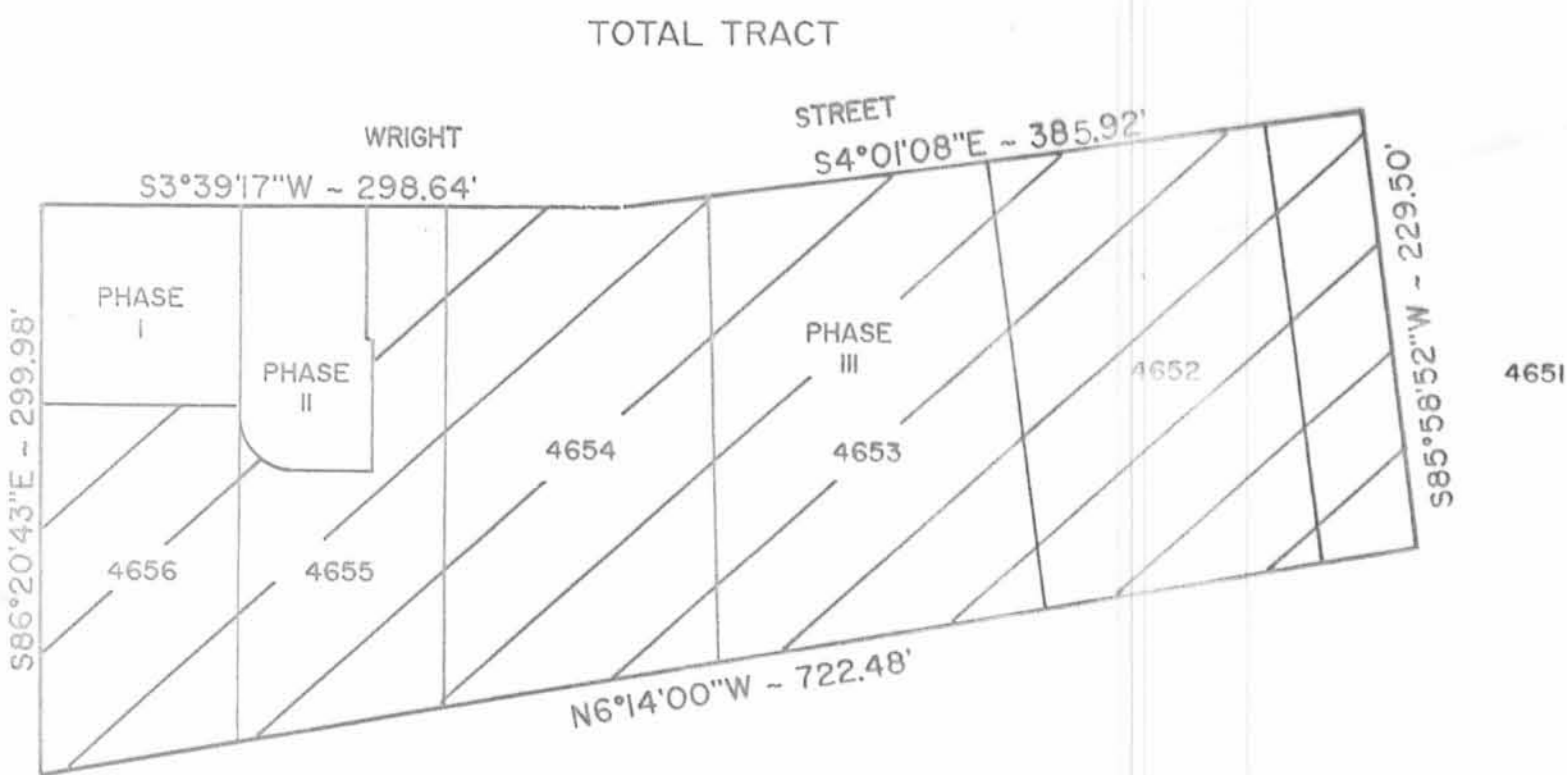 TOTAL TRACT
WRIGHT
STREET
S3°39'17"W ~ 298.64'
S4°01'08"E ~ 385.92'
S86°20'43"E ~ 299.98'
S85°58'52"W ~ 229.50'
PHASE
I
PHASE
II
PHASE
III
4656
4655
4654
4653
4652
4651
N6°14'00"W ~ 722.48'